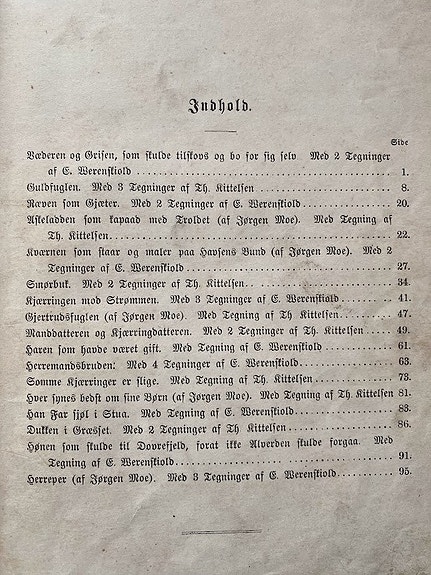 Indhold.
Side
Væderen og Grisen, som skulde tilskovs og bo for sig selv Med 2 Tegninger
af E. Werenskiold 1.
Guldfuglen. Med 3 Tegninger af Th. Kittelsen. 8.
Ræven som Gjæter. Med 2 Tegninger af E. Werenskiold 20.
Askeladden som kapaad med Troldet (af Jørgen Moe). Med Tegning af
Th. Kittelsen. 22.
Kværnen som staar og maler paa Havsens Bund (af Jørgen Moe). Med 2
Tegninger af E. Werenskiold 27.
Smørbuk. Med 2 Tegninger af Th. Kittelsen. 34.
Kjærringen mod Strømmen. Med 3 Tegninger af E. Werenskiold 41.
Gjertrudsfuglen (af Jørgen Moe). Med Tegning af Th Kittelsen. 47.
Manddatteren og Kjærringdatteren. Med 2 Tegninger af Th. Kittelsen 49.
Haren som havde været gift. Med Tegning af E. Werenskiold 61.
Herremandsbruden: Med 4 Tegninger af E. Werenskiold 63.
Somme Kjærringer er slige. Med Tegning af Th. Kittelsen 73.
Hver synes bedst om sine Børn (af Jørgen Moe). Med Tegning af Th Kittelsen 81.
Han Far sjøl i Stua. Med Tegning af E. Werenskiold 83.
Dukken i Græsset. Med 2 Tegninger af Th Kittelsen 86.
Hønen som skulde til Dovrefjeld, forat ikke Alverden skulde forgaa. Med
Tegning af E. Werenskiold 91.
Herreper (af Jørgen Moe). Med 3 Tegninger af E. Werenskiold 95.